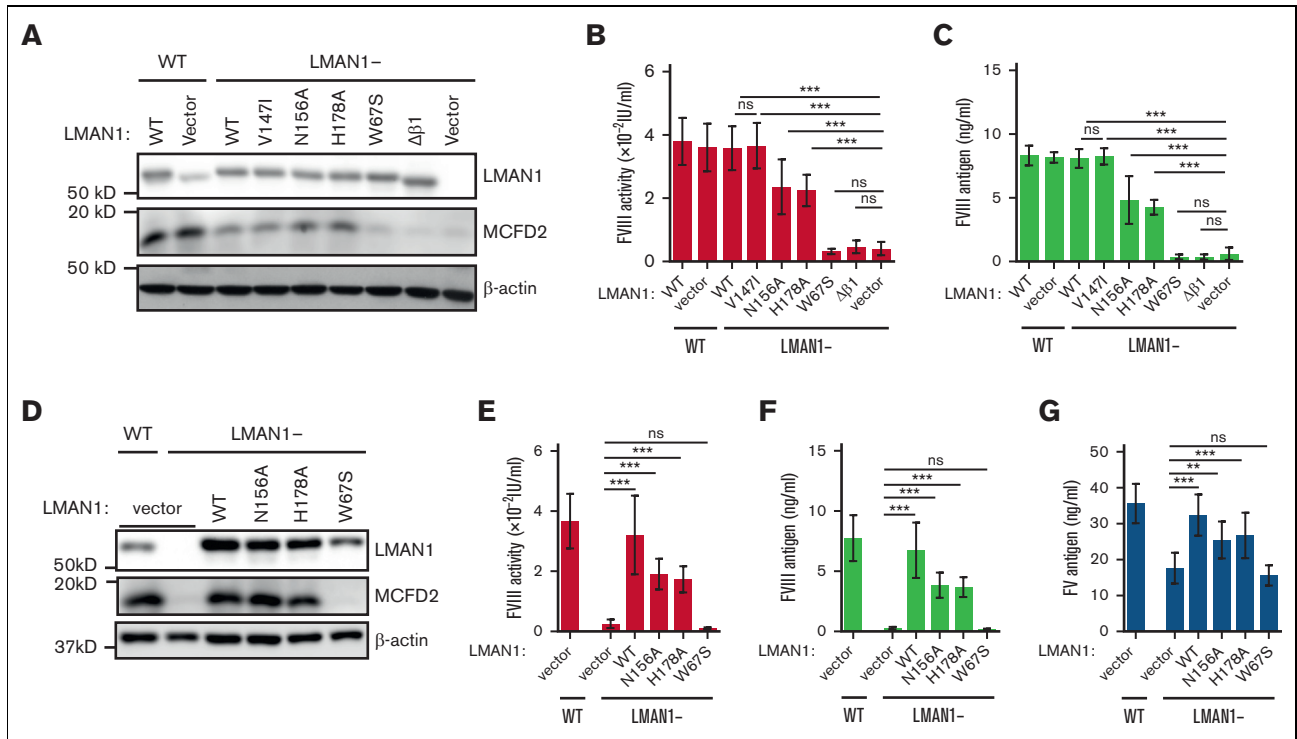 A
WT LMAN1–
LMAN1: WT Vector WT V147I N156A H178A W67S Δβ1 Vector
LMAN1
50 kD
20 kD
MCFD2
50 kD
β-actin
B
FVIII activity (×10⁻²IU/ml)
6
4
2
0
***
ns ***
***
***
ns
ns
LMAN1: WT vector WT V147I N156A H178A W67S Δβ1 vector
WT LMAN1–
C
FVIII antigen (ng/ml)
15
10
5
0
***
ns ***
***
***
ns
ns
LMAN1: WT vector WT V147I N156A H178A W67S Δβ1 vector
WT LMAN1–
D
WT LMAN1–
LMAN1: vector WT N156A H178A W67S
LMAN1
50kD
20kD
MCFD2
β-actin
37kD
E
FVIII activity (×10⁻²IU/ml)
6
4
2
0
ns
***
***
***
LMAN1: vector vector WT N156A H178A W67S
WT LMAN1–
F
FVIII antigen (ng/ml)
15
10
5
0
ns
***
***
***
LMAN1: vector vector WT N156A H178A W67S
WT LMAN1–
G
FV antigen (ng/ml)
50
40
30
20
10
0
ns
***
**
***
LMAN1: vector vector WT N156A H178A W67S
WT LMAN1–